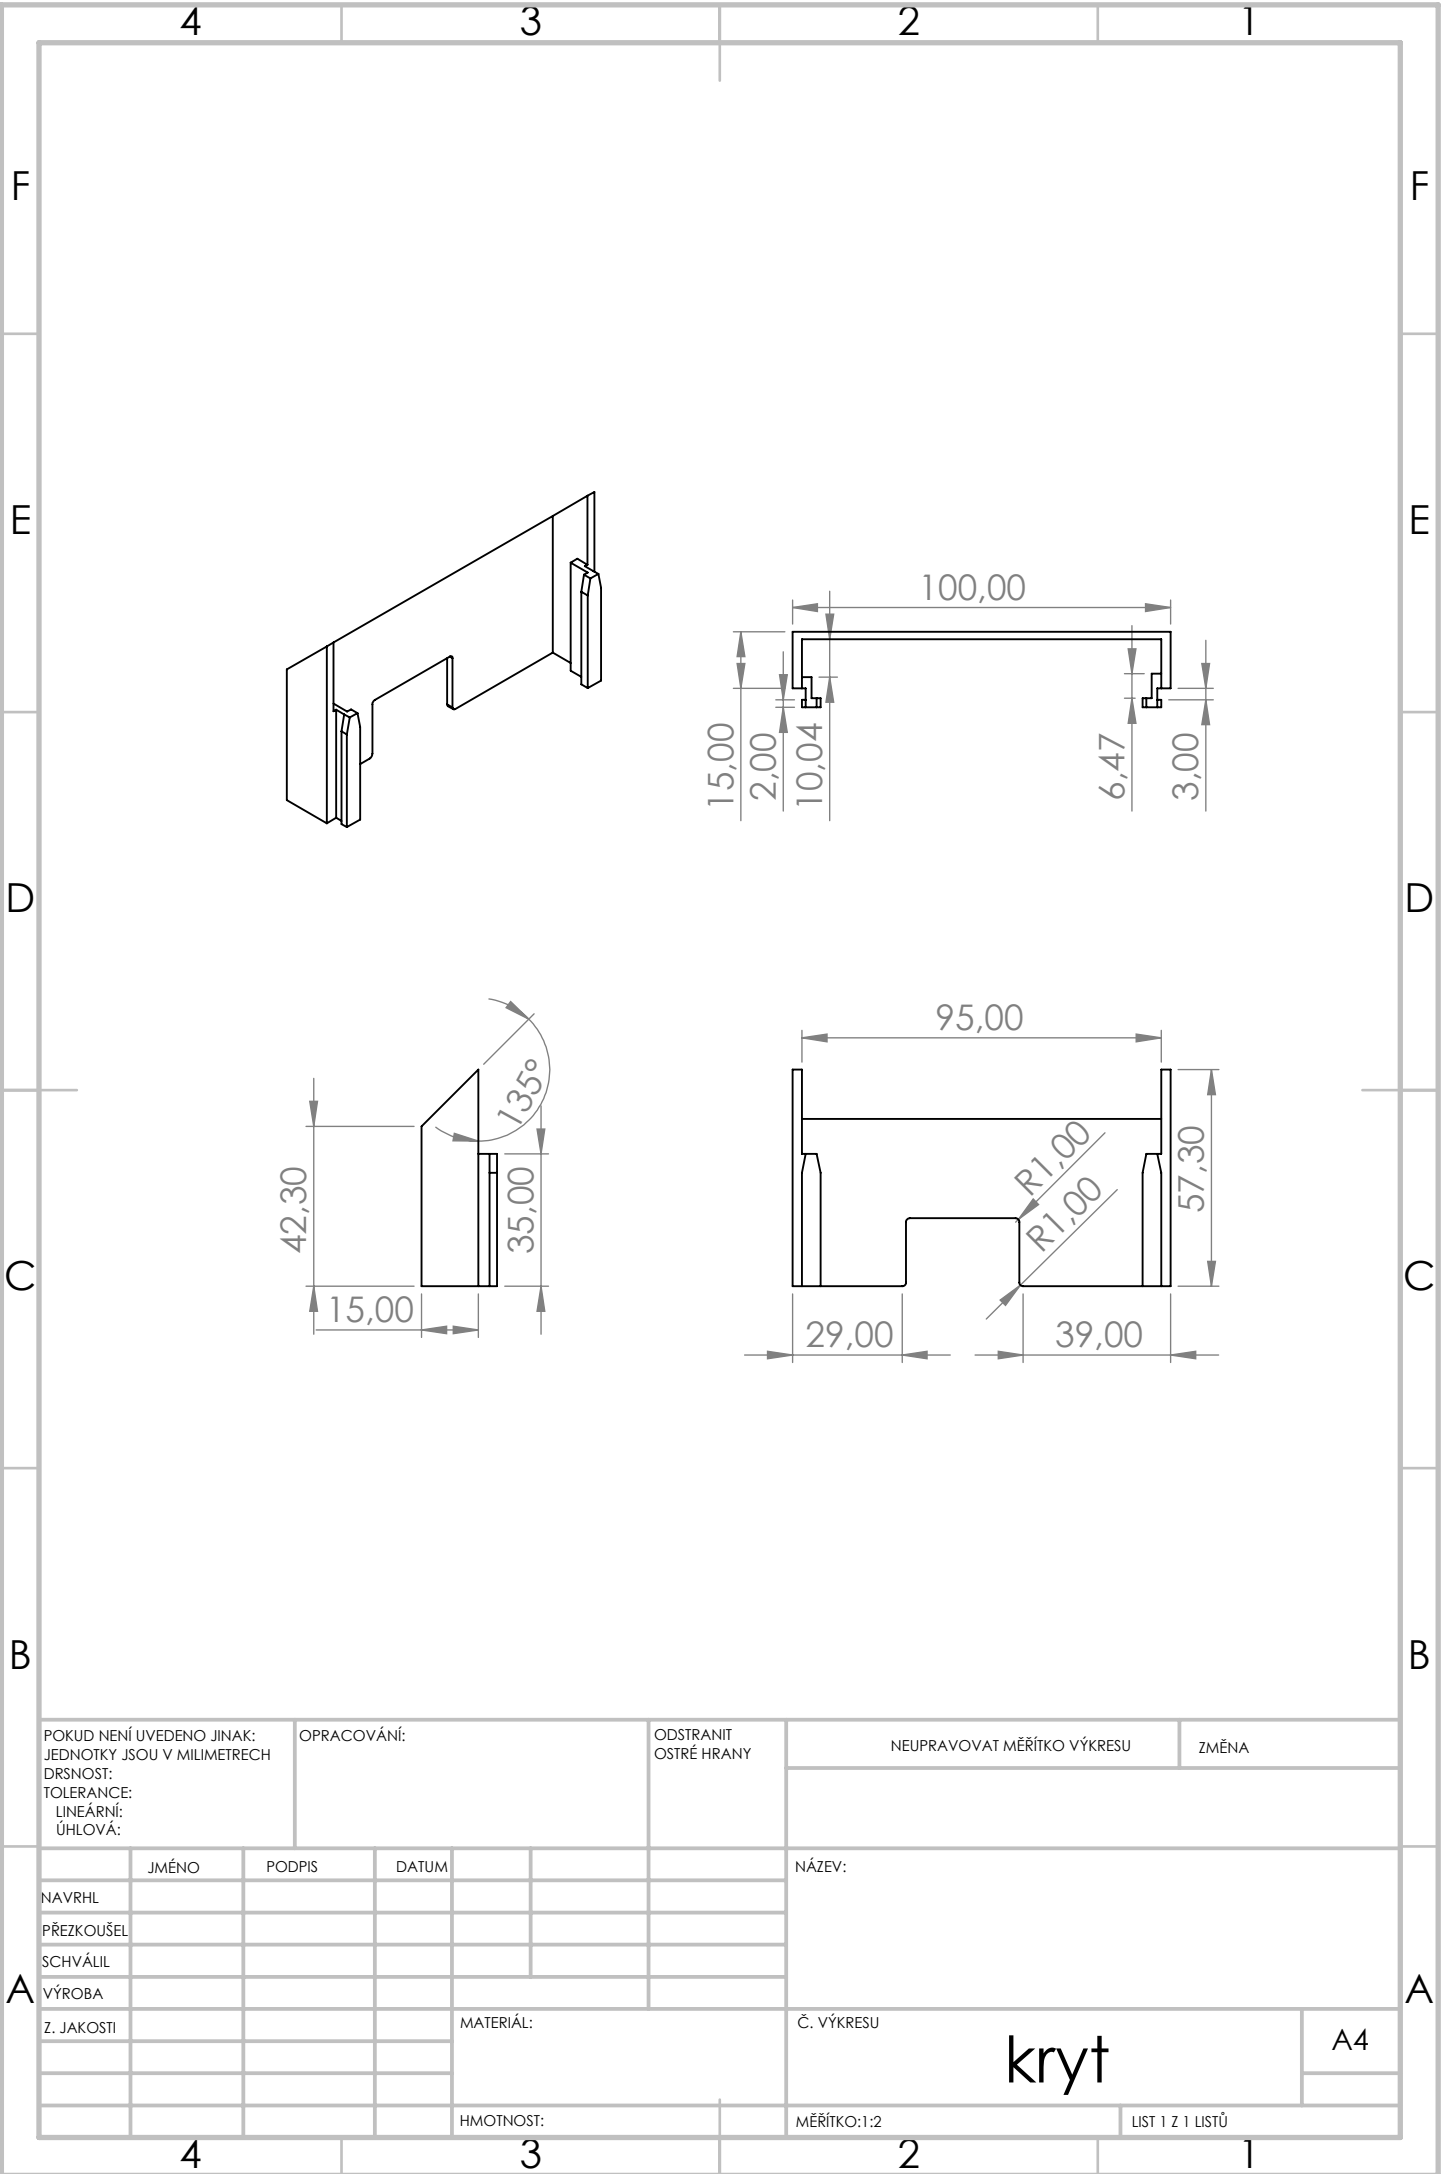 4 3 2 1
F F
E E
100,00
15,00
2,00
10,04
6,47
3,00
D D
95,00
135°
42,30
35,00
15,00
R1,00
R1,00
57,30
29,00
39,00
C C
B B
POKUD NENÍ UVEDENO JINAK:
JEDNOTKY JSOU V MILIMETRECH
DRSNOST:
TOLERANCE:
LINEÁRNÍ:
ÚHLOVÁ:
OPRACOVÁNÍ:
ODSTRANIT
OSTRÉ HRANY
NEUPRAVOVAT MĚŘÍTKO VÝKRESU
ZMĚNA
JMÉNO PODPIS DATUM
NAVRHL
PŘEZKOUŠEL
SCHVÁLIL
VÝROBA
Z. JAKOSTI
NÁZEV:
A A
MATERIÁL:
HMOTNOST:
Č. VÝKRESU
kryt
A4
MĚŘÍTKO:1:2
LIST 1 Z 1 LISTŮ
4 3 2 1